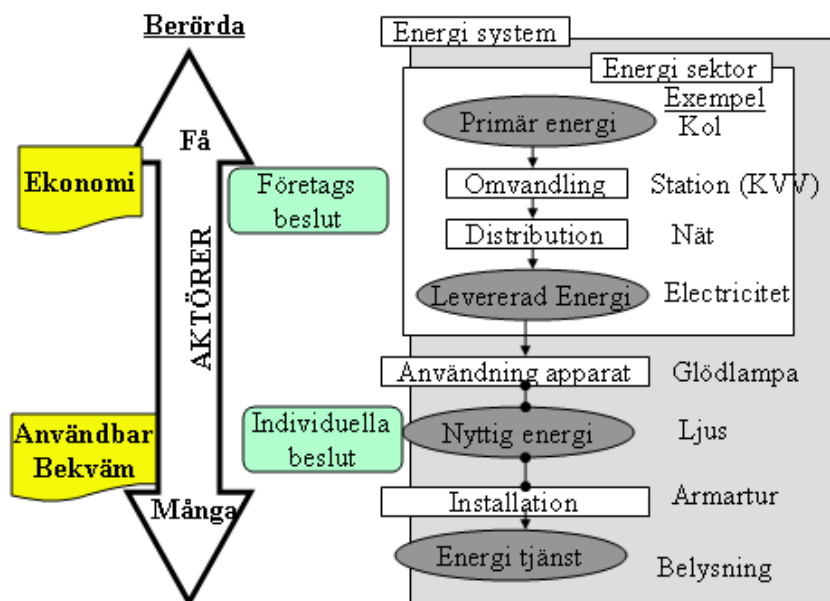 Berörda
Få
AKTÖRER
Många
Ekonomi
Användbar
Bekväm
Företags
beslut
Individuella
beslut
Energi system
Energi sektor
Exempel
Primär energi
Kol
Omvandling
Station (KVV)
Distribution
Nät
Levererad Energi
Electricitet
Användning apparat
Glödlampa
Nyttig energi
Ljus
Installation
Armartur
Energi tjänst
Belysning